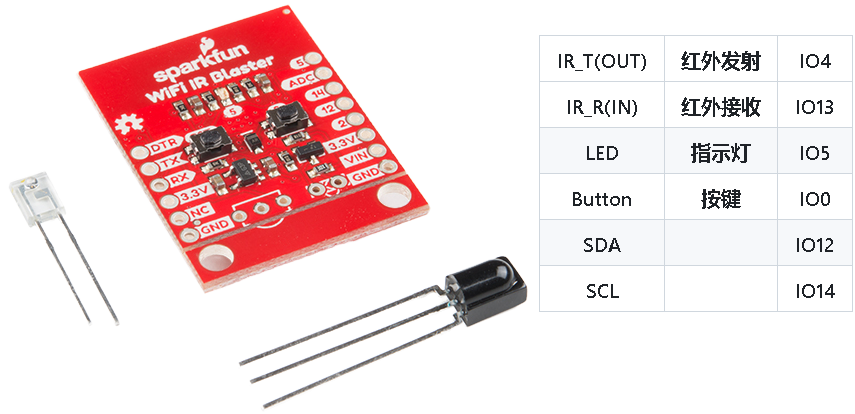 sparkfun
WiFi IR Blaster
5
ADC
14
12
2
3.3V
VIN
GND
5
DTR
TX
RX
3.3V
NC
GND
IR_T(OUT) 红外发射 IO4
IR_R(IN) 红外接收 IO13
LED 指示灯 IO5
Button 按键 IO0
SDA IO12
SCL IO14